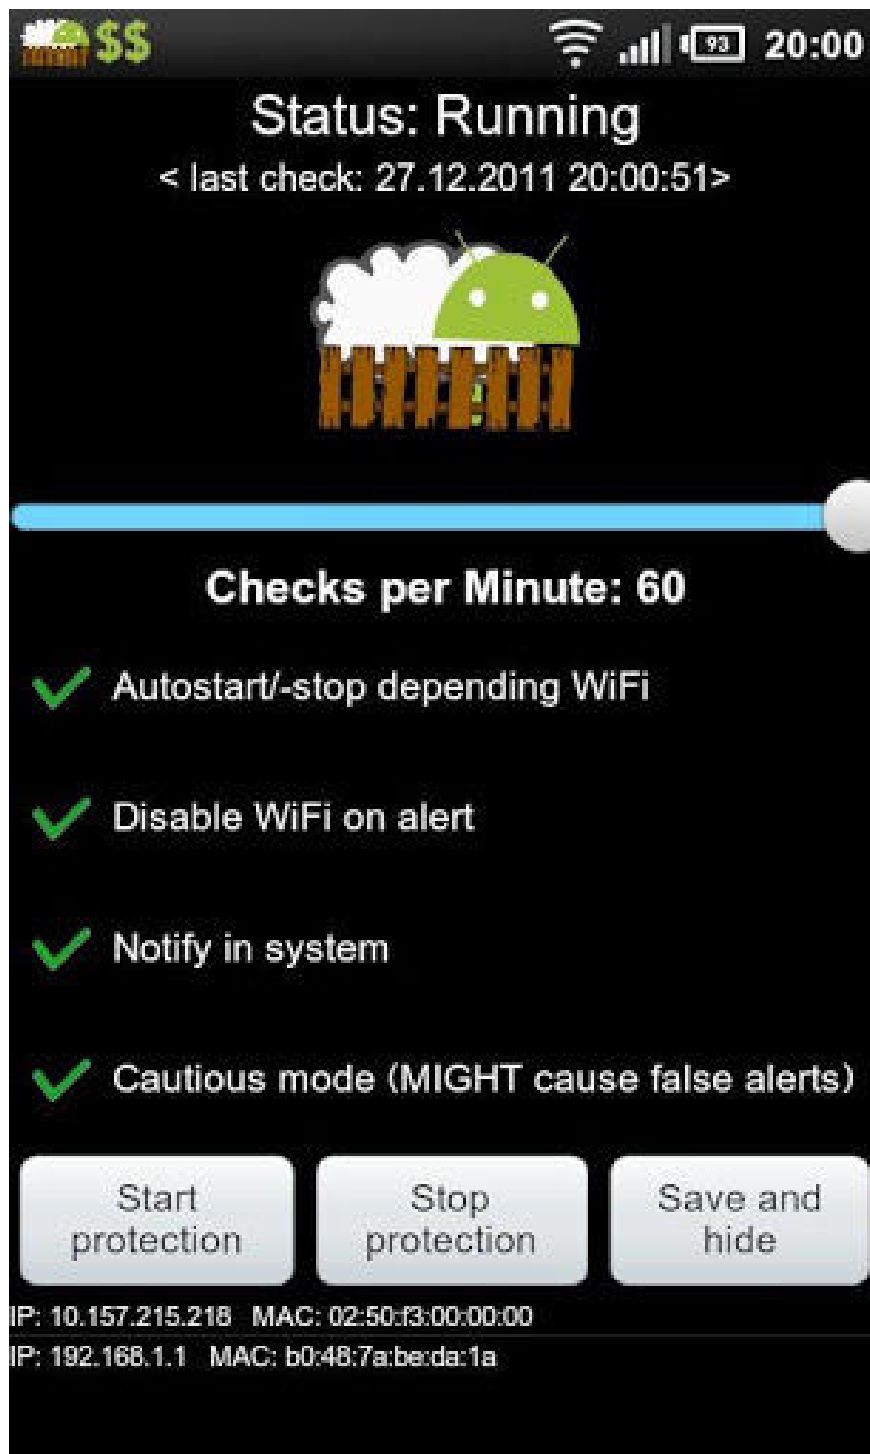 $$ 93 20:00
Status: Running
< last check: 27.12.2011 20:00:51>
Checks per Minute: 60
Autostart/-stop depending WiFi
Disable WiFi on alert
Notify in system
Cautious mode (MIGHT cause false alerts)
Start protection
Stop protection
Save and hide
IP: 10.157.215.218 MAC: 02:50:f3:00:00:00
IP: 192.168.1.1 MAC: b0:48:7a:be:da:1a